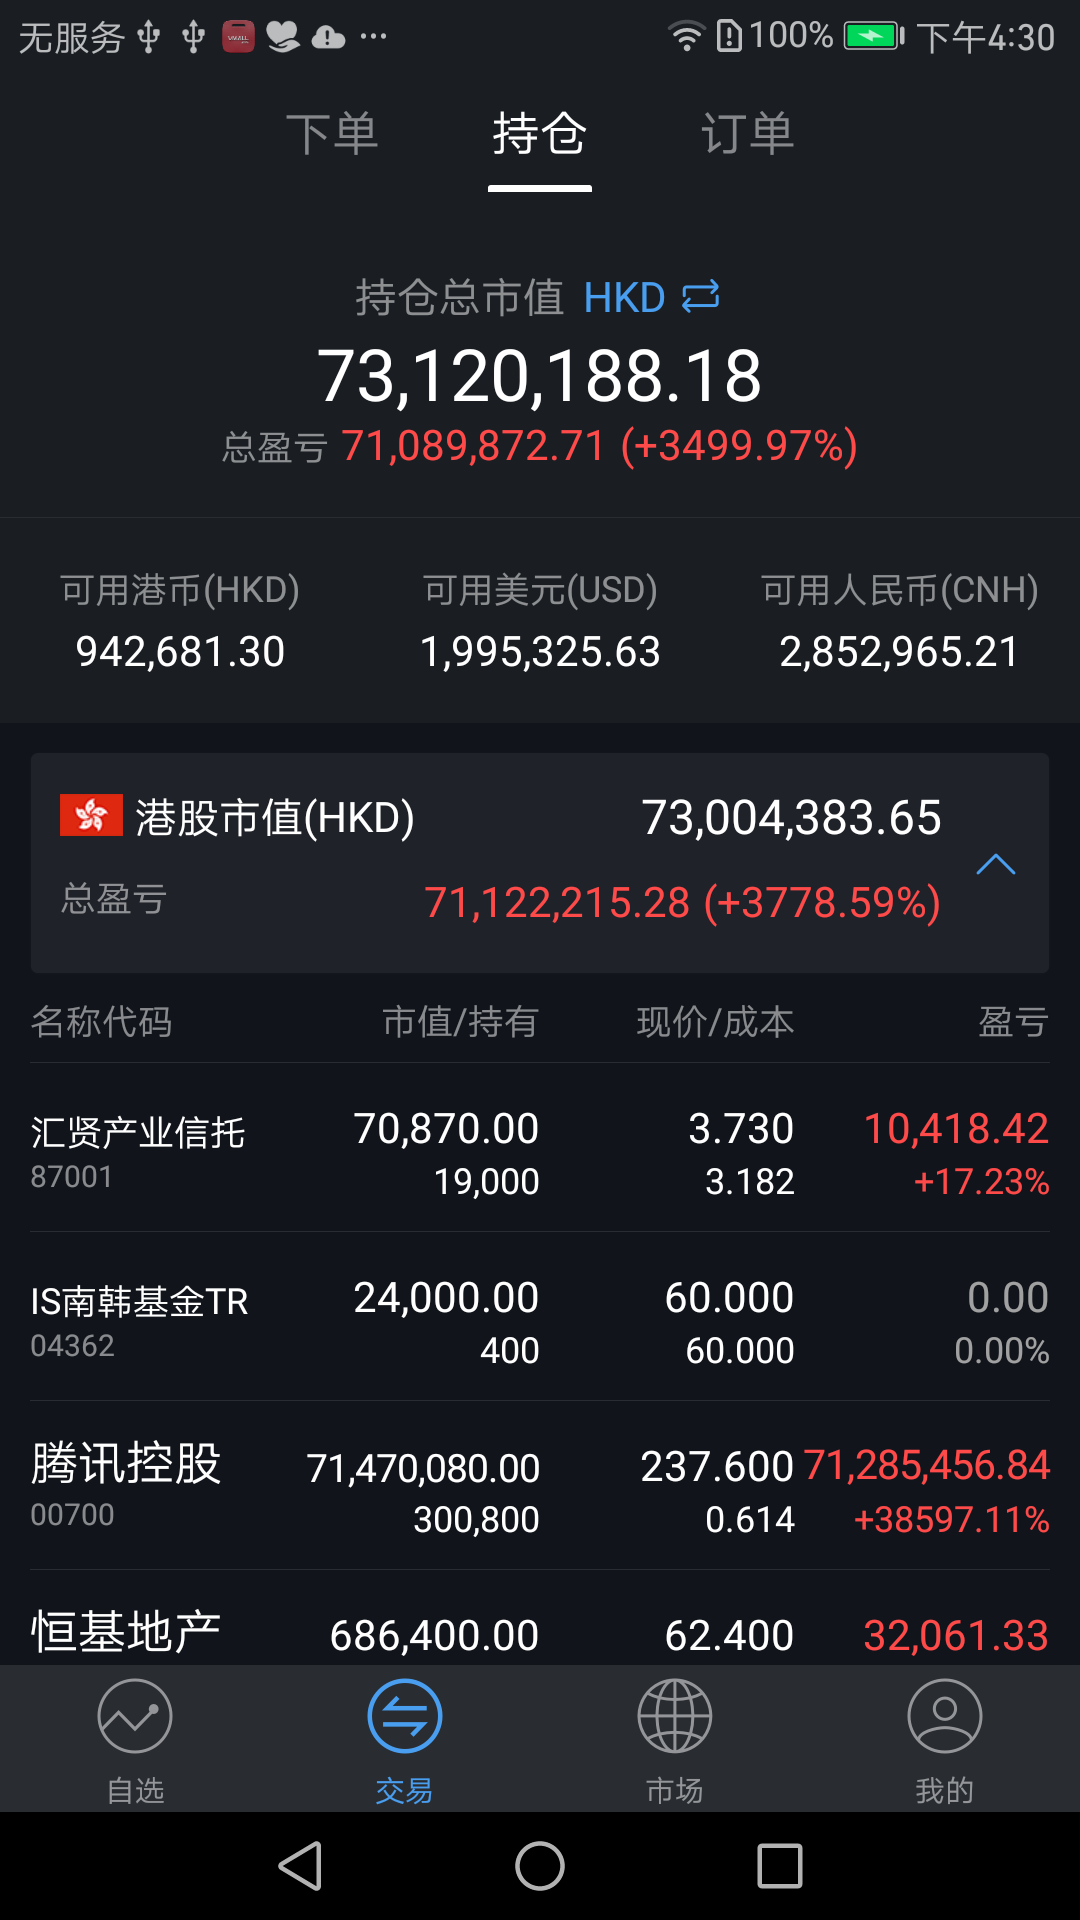 无服务 100% 下午4:30
下单 持仓 订单
持仓总市值 HKD
73,120,188.18
总盈亏 71,089,872.71 (+3499.97%)
可用港币(HKD) 可用美元(USD) 可用人民币(CNH)
942,681.30 1,995,325.63 2,852,965.21
港股市值(HKD) 73,004,383.65
总盈亏 71,122,215.28 (+3778.59%)
名称代码 市值/持有 现价/成本 盈亏
汇贤产业信托 70,870.00 3.730 10,418.42
87001 19,000 3.182 +17.23%
IS南韩基金TR 24,000.00 60.000 0.00
04362 400 60.000 0.00%
腾讯控股 71,470,080.00 237.600 71,285,456.84
00700 300,800 0.614 +38597.11%
恒基地产 686,400.00 62.400 32,061.33
自选 交易 市场 我的